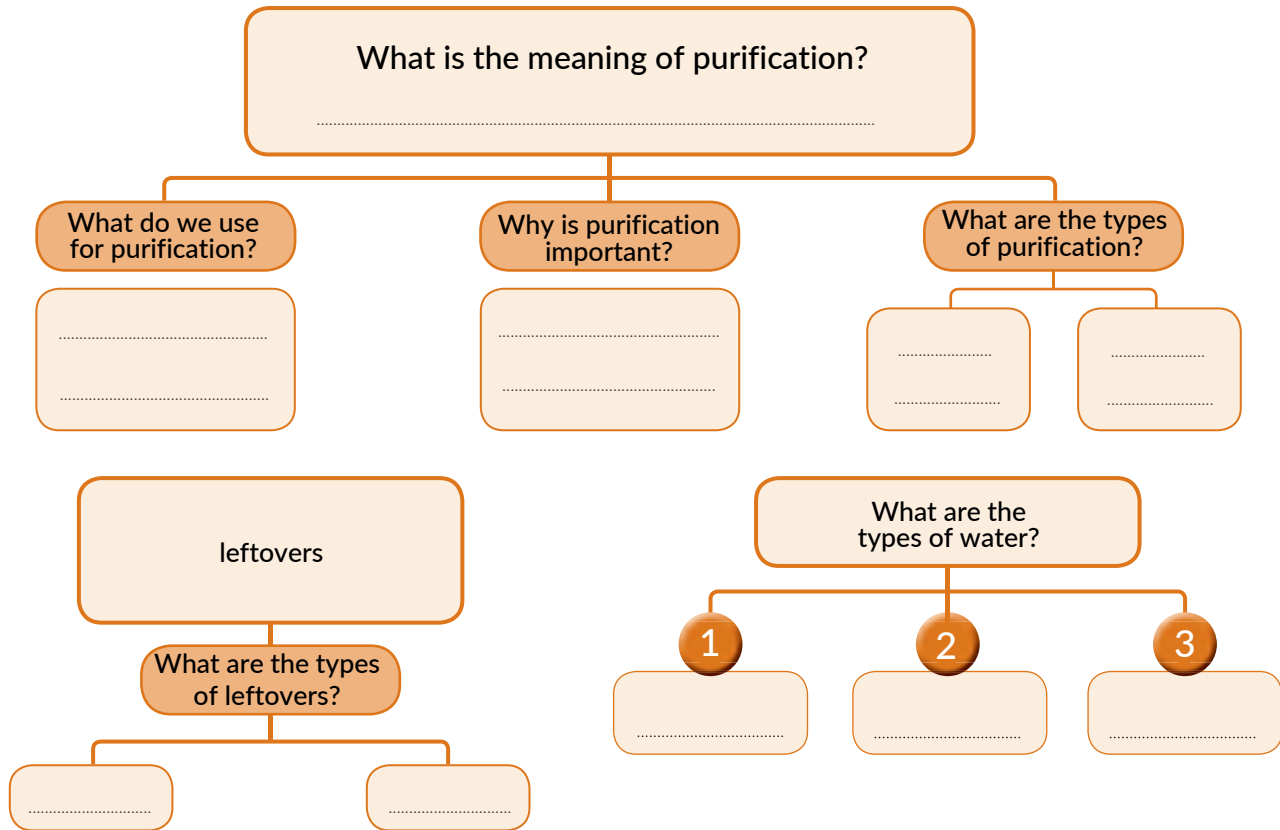 What is the meaning of purification?
What do we use
for purification?
Why is purification
important?
What are the types
of purification?
leftovers
What are the types
of leftovers?
What are the
types of water?
1
2
3